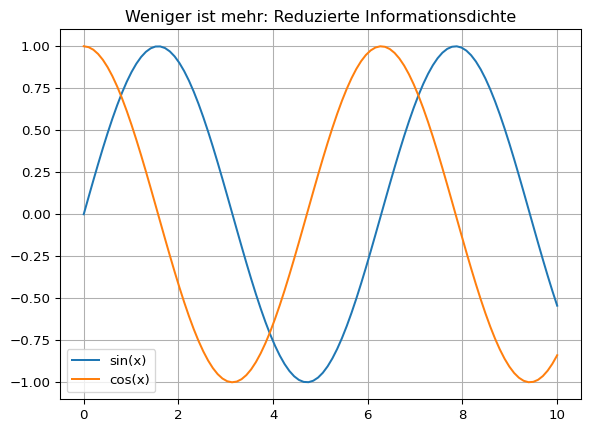 Weniger ist mehr: Reduzierte Informationsdichte
1.00
0.75
0.50
0.25
0.00
−0.25
−0.50
−0.75
−1.00
sin(x)
cos(x)
0 2 4 6 8 10